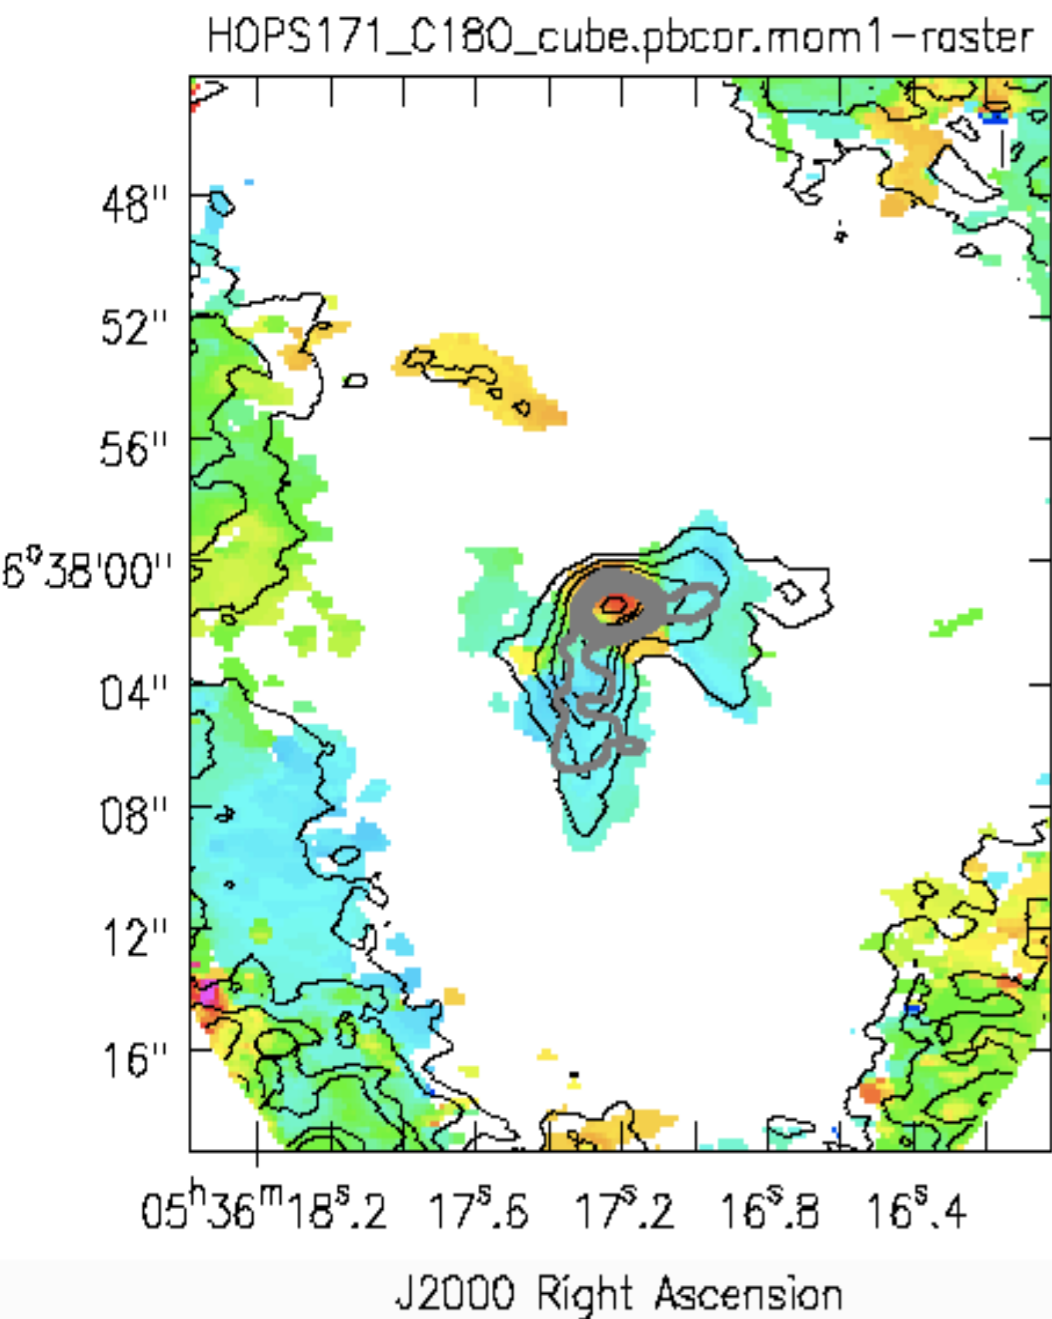 HOPS171_C18O_cube.pbcor.mom1-raster
48"
52"
56"
6°38'00"
04"
08"
12"
16"
05ʰ36ᵐ18ˢ.2 17ˢ.6 17ˢ.2 16ˢ.8 16ˢ.4
J2000 Right Ascension